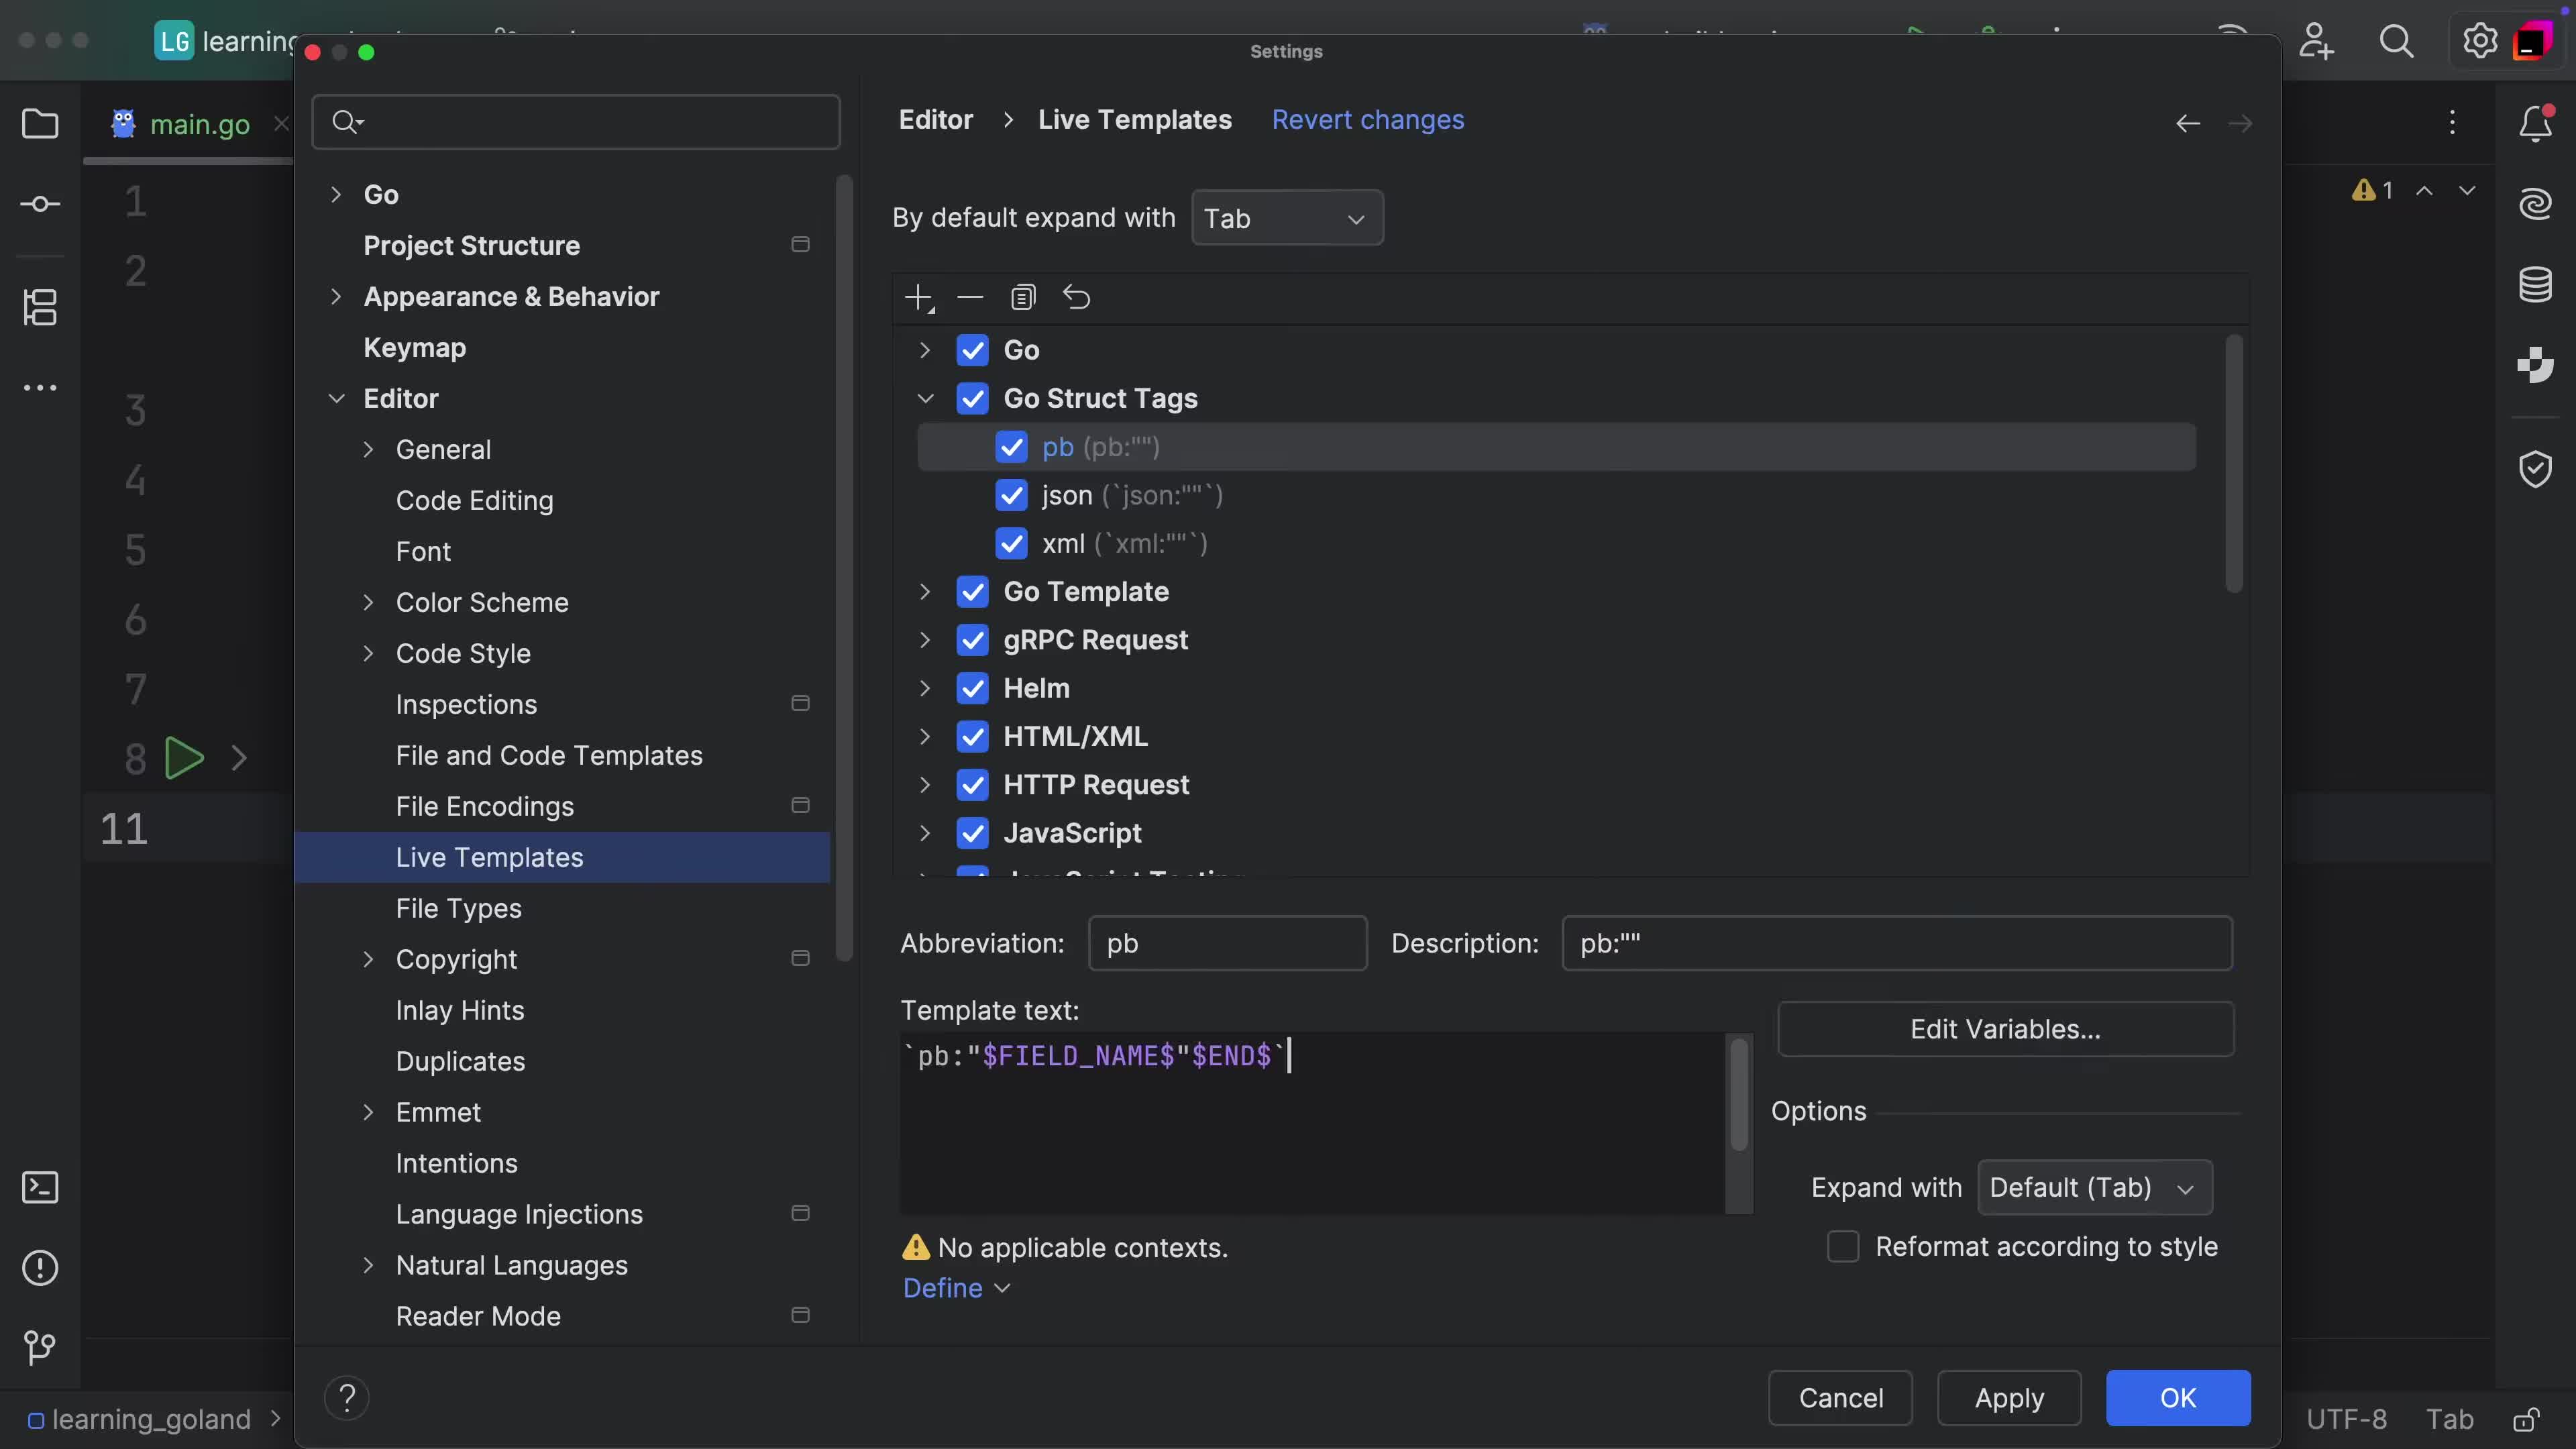 LG learning
Settings
main.go
Editor > Live Templates Revert changes
Go
Project Structure
Appearance & Behavior
Keymap
Editor
General
Code Editing
Font
Color Scheme
Code Style
Inspections
File and Code Templates
File Encodings
Live Templates
File Types
Copyright
Inlay Hints
Duplicates
Emmet
Intentions
Language Injections
Natural Languages
Reader Mode
1
2
3
4
5
6
7
8
11
By default expand with Tab
Go
Go Struct Tags
pb (pb:"")
json (`json:""`)
xml (`xml:""`)
Go Template
gRPC Request
Helm
HTML/XML
HTTP Request
JavaScript
Abbreviation: pb Description: pb:""
Template text:
`pb:"$FIELD_NAME$"$END$`
Edit Variables...
Options
Expand with Default (Tab)
Reformat according to style
No applicable contexts.
Define
1
? Cancel Apply OK
learning_goland > UTF-8 Tab